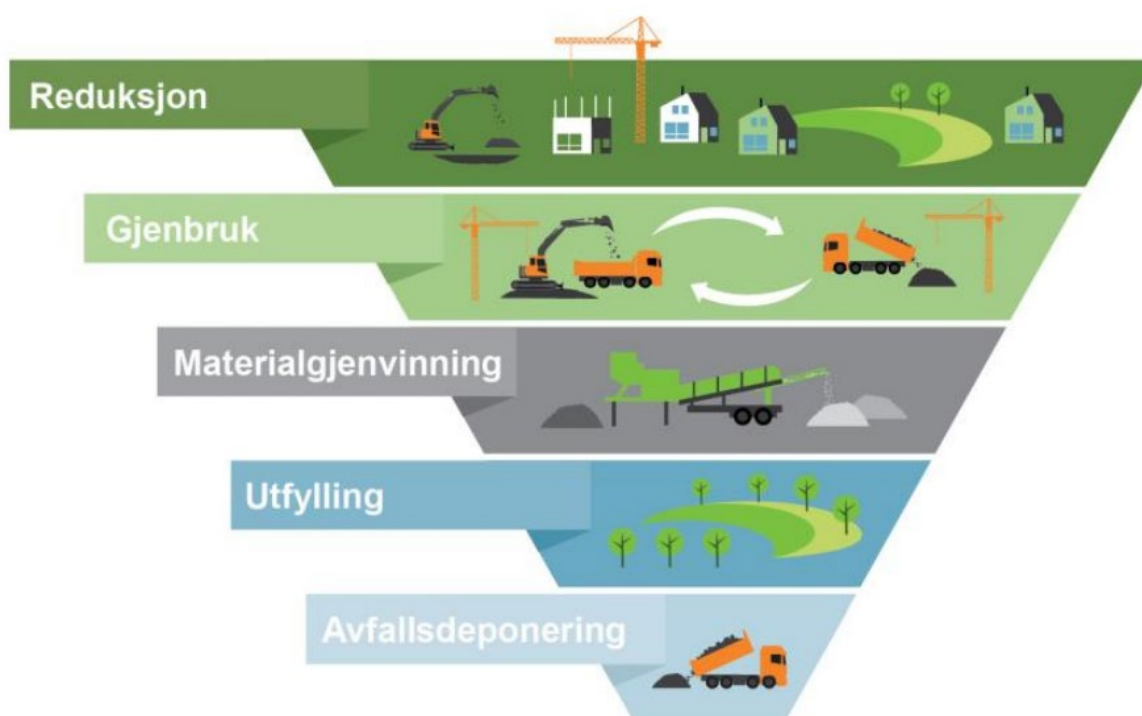 Reduksjon
Gjenbruk
Materialgjenvinning
Utfylling
Avfallsdeponering